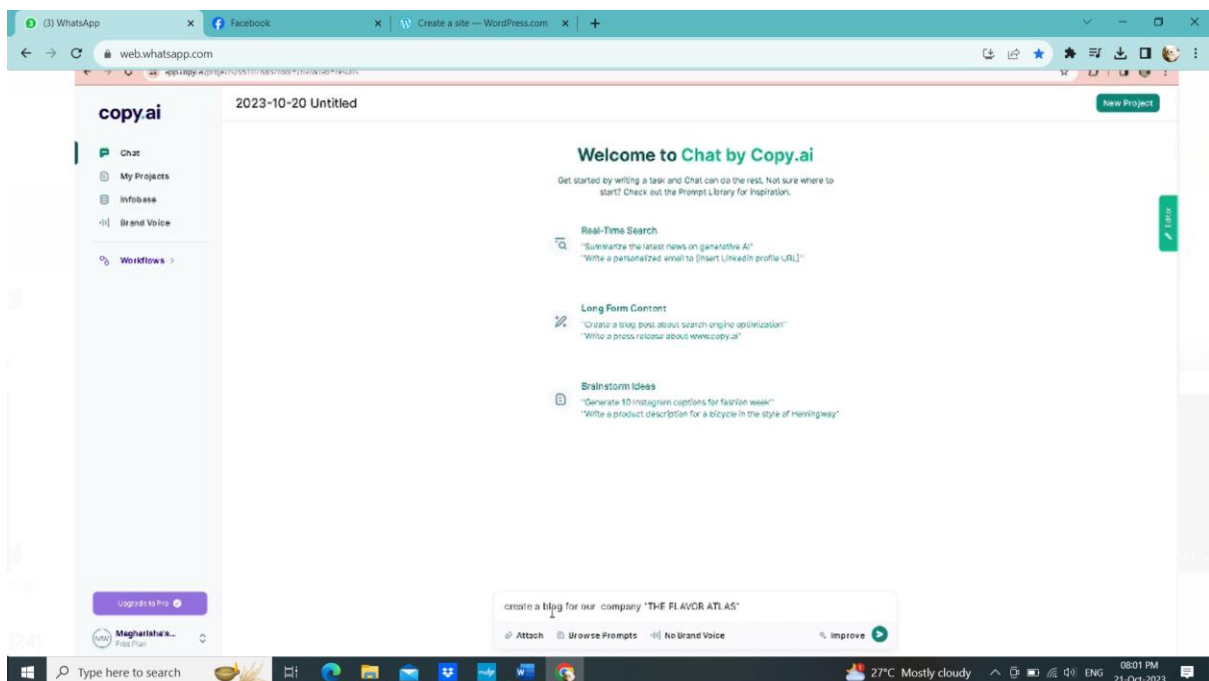 (3) WhatsApp
Facebook
Create a site — WordPress.com
web.whatsapp.com
copy.ai
2023-10-20 Untitled
New Project
Chat
My Projects
Infobase
Brand Voice
Workflows >
Welcome to Chat by Copy.ai
Get started by writing a task and Chat can do the rest. Not sure where to
start? Check out the Prompt Library for inspiration.
Editor
Real-Time Search
"Summarize the latest news on generative AI"
"Write a personalized email to [insert LinkedIn profile URL]"
Long Form Content
"Create a blog post about search engine optimization"
"Write a press release about www.copy.ai"
Brainstorm Ideas
"Generate 10 Instagram captions for fashion week"
"Write a product description for a bicycle in the style of Hemingway"
Upgrade to Pro
Magharisha's...
Free Plan
create a blog for our company "THE FLAVOR ATLAS"
Attach Browse Prompts No Brand Voice Improve
Type here to search
27°C Mostly cloudy
ENG
08:01 PM
21-Oct-2023